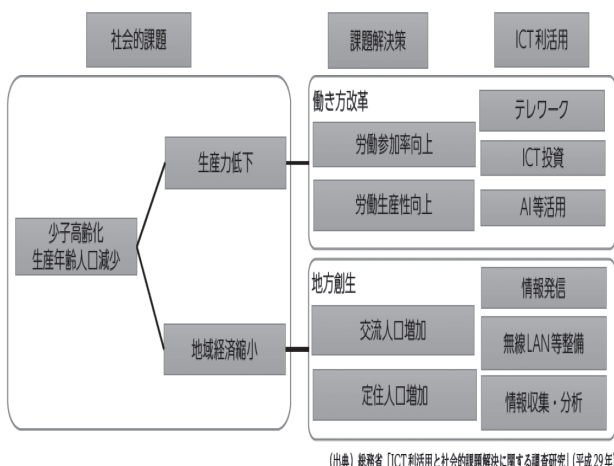 社会的課題
課題解決策
ICT利活用
少子高齢化
生産年齢人口減少
生産力低下
地域経済縮小
働き方改革
労働参加率向上
労働生産性向上
テレワーク
ICT投資
AI等活用
地方創生
交流人口増加
定住人口増加
情報発信
無線LAN等整備
情報収集・分析
(出典)総務省「ICT利活用と社会的課題解決に関する調査研究」(平成29年